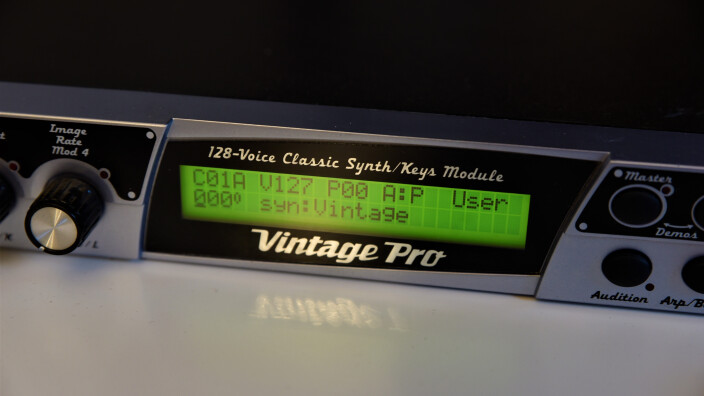 Image
Rate
Mod 4
128-Voice Classic Synth/Keys Module
C01A V127 P00 A:P User
000⁰ syn:Vintage
Vintage Pro
Master
Demos
Audition